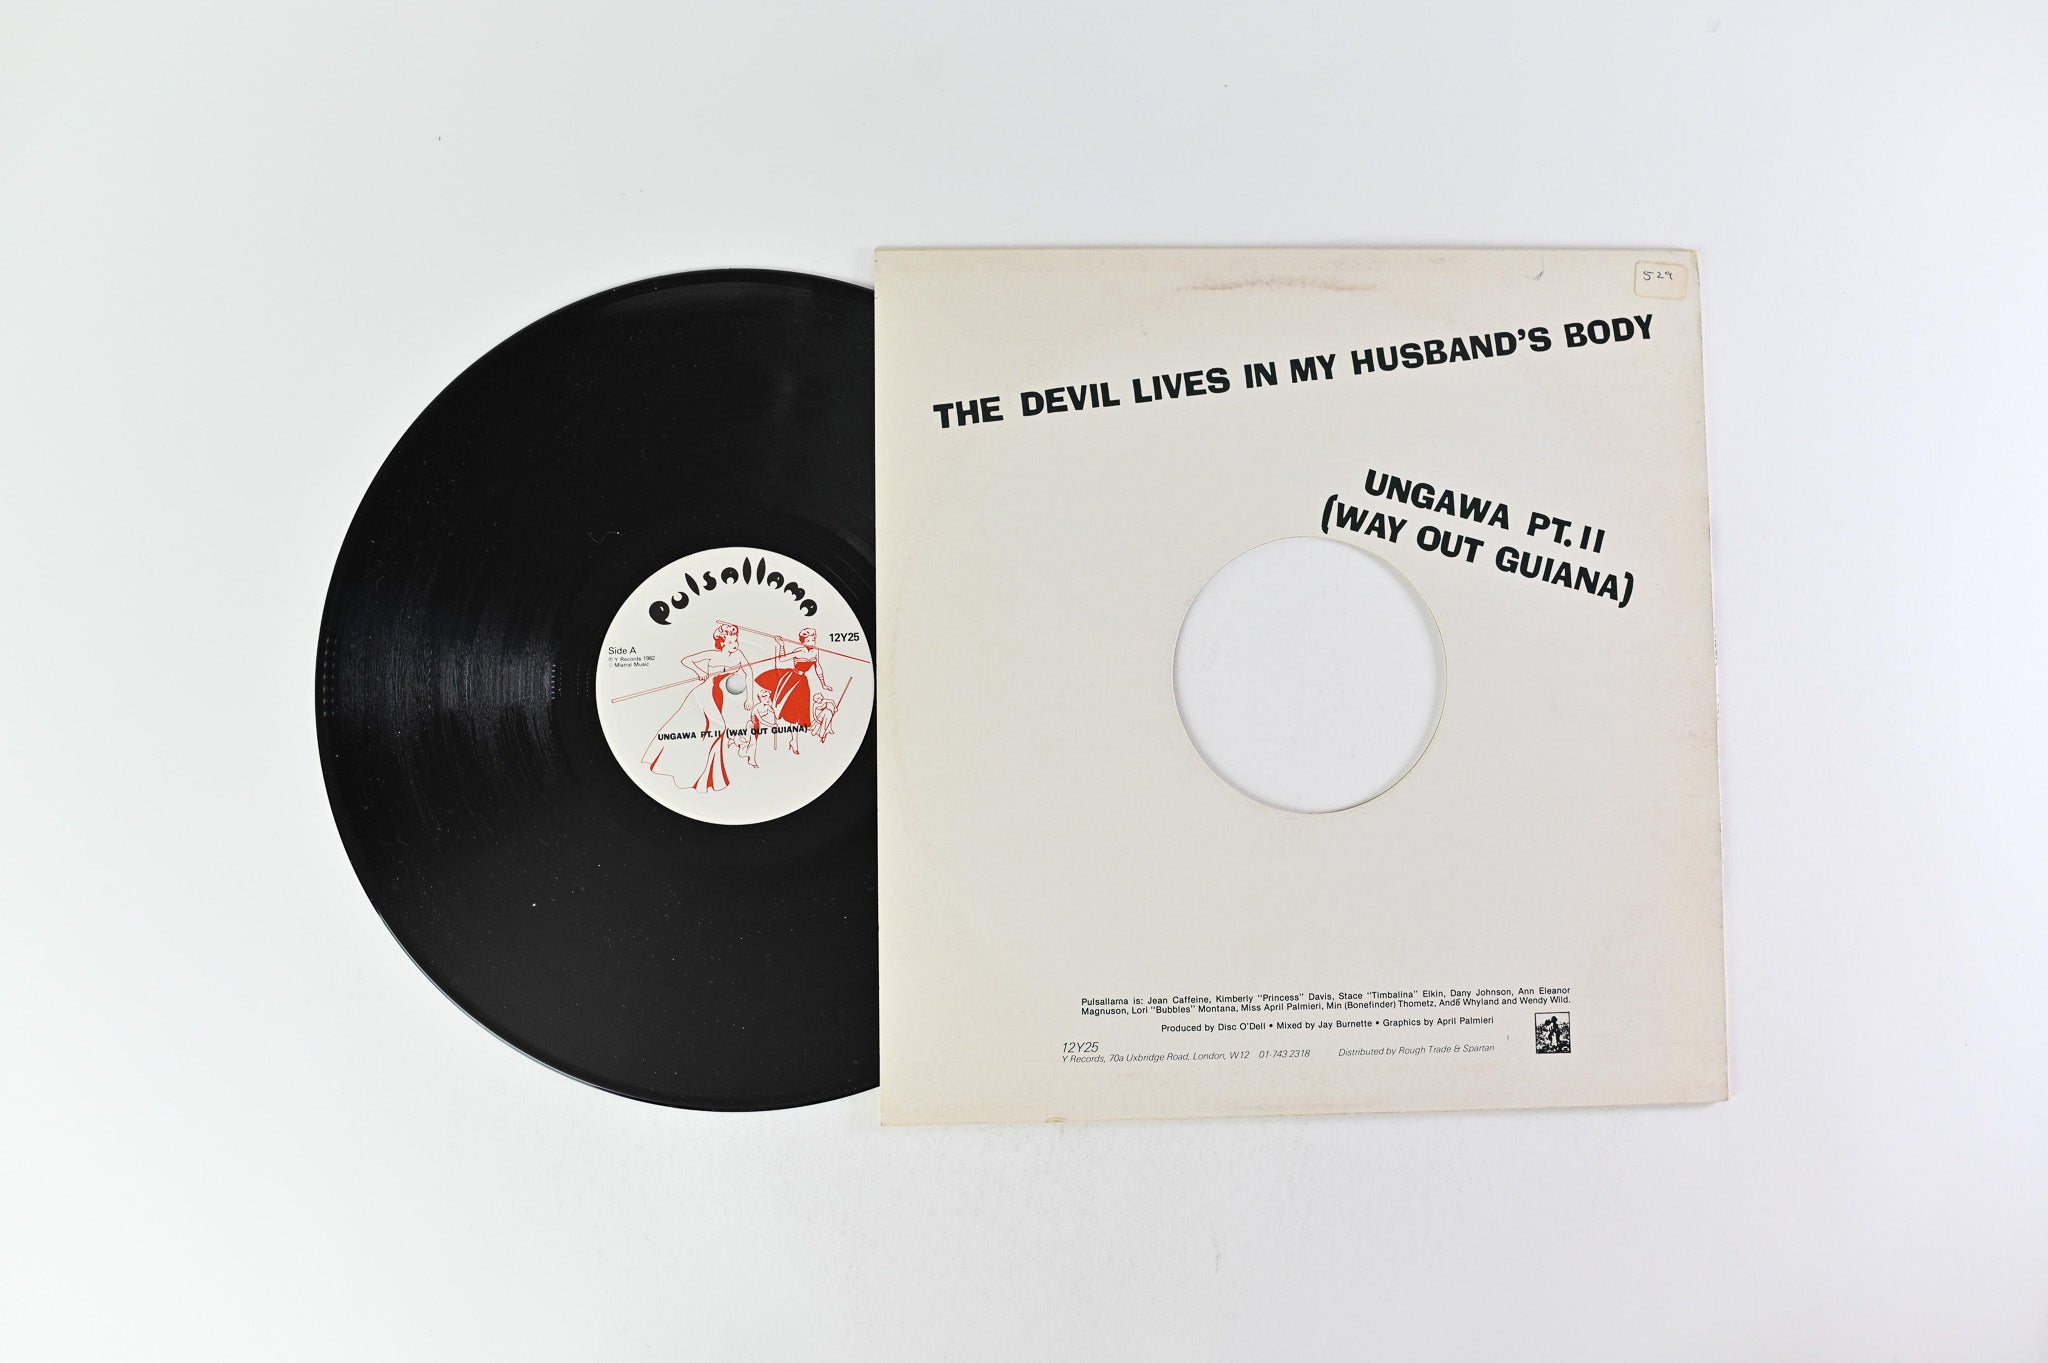 Pulsallama
Side A
℗ Y Records 1982
© Mistral Music
12Y25
UNGAWA PT. II (WAY OUT GUIANA)
529
THE DEVIL LIVES IN MY HUSBAND'S BODY
UNGAWA PT. II
(WAY OUT GUIANA)
Pulsallama is: Jean Caffeine, Kimberly "Princess" Davis, Stace "Timbalina" Elkin, Dany Johnson, Ann Eleanor
Magnuson, Lori "Bubbles" Montana, Miss April Palmieri, Min (Bonefinder) Thometz, Andé Whyland and Wendy Wild.
Produced by Disc O'Dell • Mixed by Jay Burnette • Graphics by April Palmieri
12Y25
Y Records, 70a Uxbridge Road, London, W12 01-743 2318 Distributed by Rough Trade & Spartan